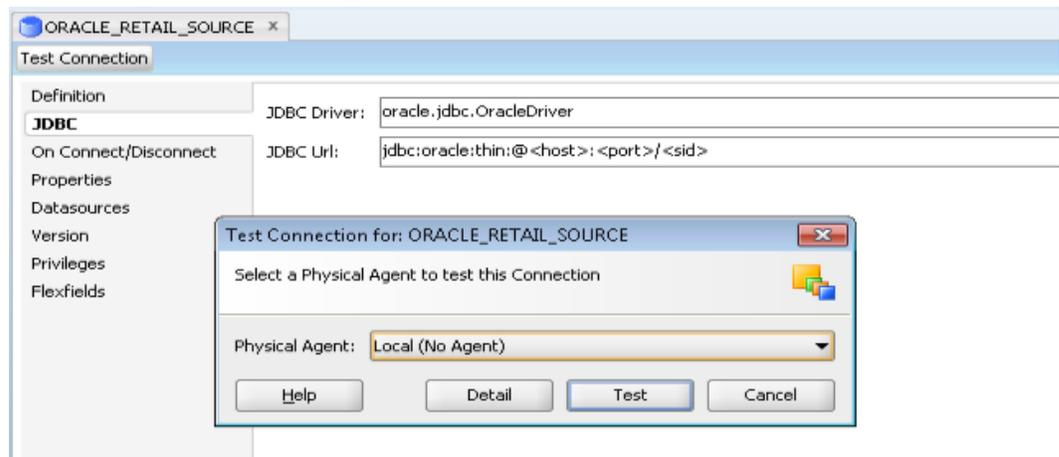 ORACLE_RETAIL_SOURCE ×
Test Connection
Definition
JDBC
On Connect/Disconnect
Properties
Datasources
Version
Privileges
Flexfields
JDBC Driver: oracle.jdbc.OracleDriver
JDBC Url: jdbc:oracle:thin:@<host>:<port>/<sid>
Test Connection for: ORACLE_RETAIL_SOURCE
Select a Physical Agent to test this Connection
Physical Agent: Local (No Agent)
Help Detail Test Cancel